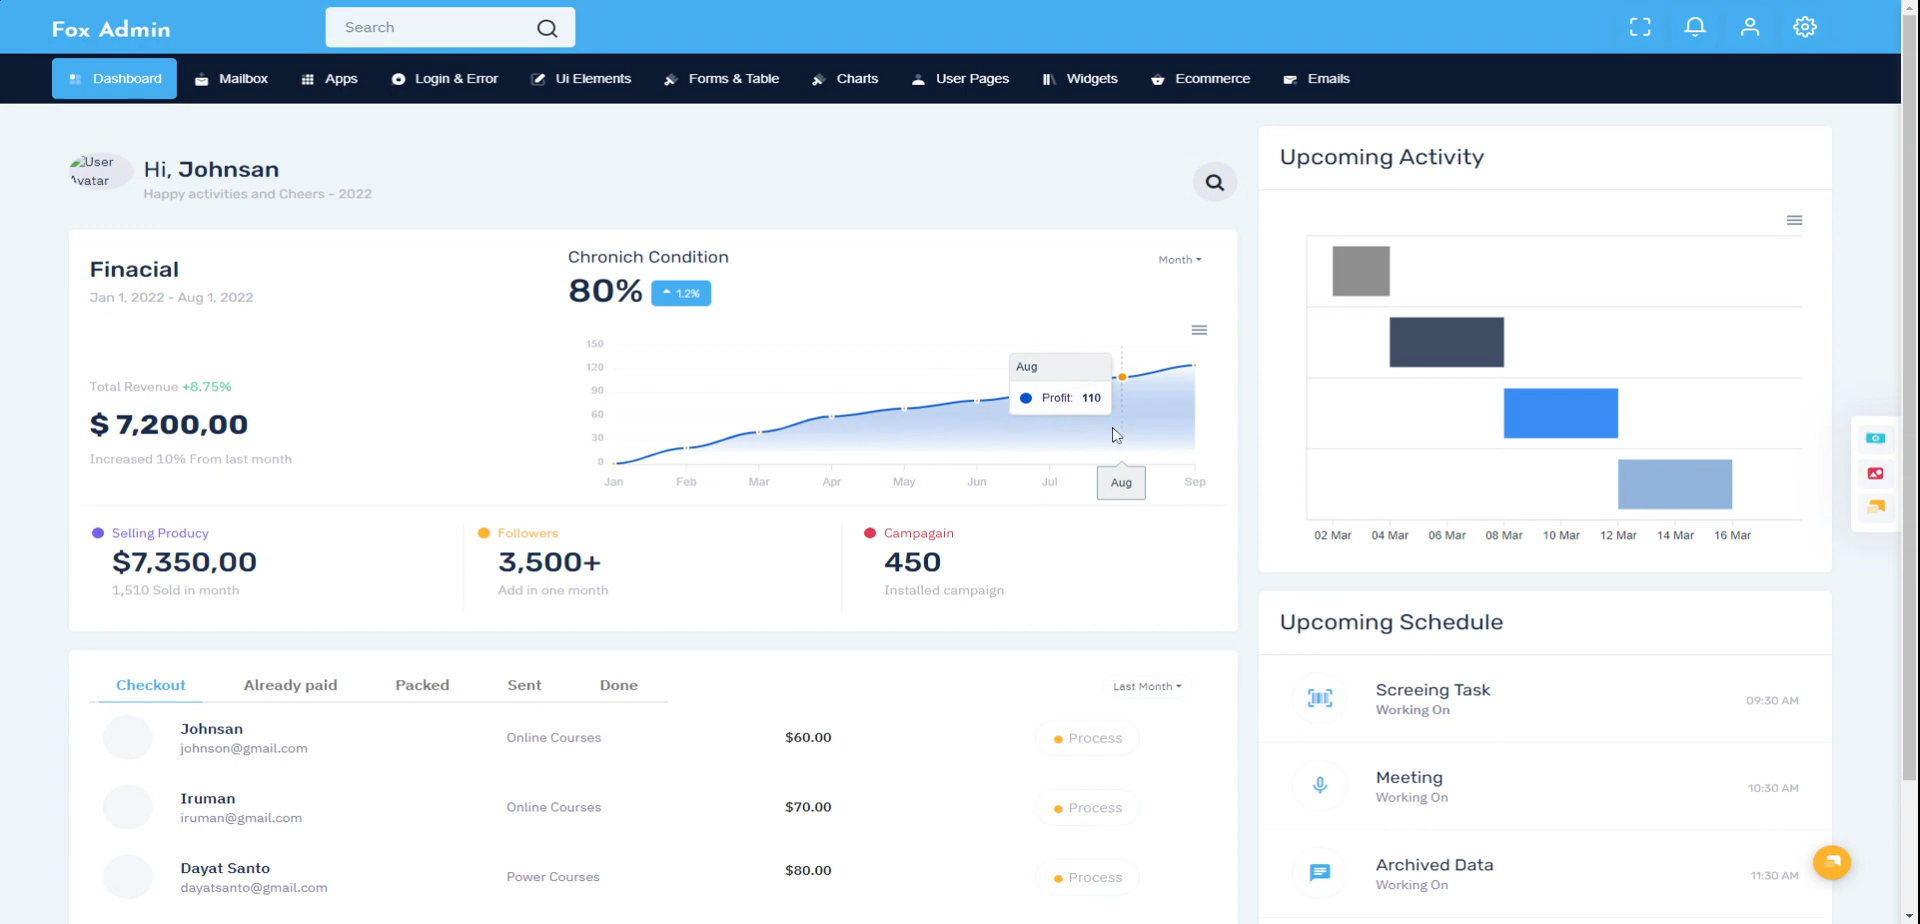 Fox Admin
Search
Dashboard
Mailbox
Apps
Login & Error
Ui Elements
Forms & Table
Charts
User Pages
Widgets
Ecommerce
Emails
User
Avatar
Hi, Johnsan
Happy activities and Cheers - 2022
Finacial
Jan 1, 2022 - Aug 1, 2022
Total Revenue +8.75%
$ 7,200,00
Increased 10% From last month
Chronich Condition
80% 1.2%
Month
150
120
90
60
30
0
Jan Feb Mar Apr May Jun Jul Aug Sep
Aug
Profit: 110
Selling Producy
$7,350,00
1,510 Sold in month
Followers
3,500+
Add in one month
Campagain
450
Installed campaign
Checkout
Already paid
Packed
Sent
Done
Last Month
Johnsan
johnson@gmail.com
Online Courses
$60.00
Process
Iruman
iruman@gmail.com
Online Courses
$70.00
Process
Dayat Santo
dayatsanto@gmail.com
Power Courses
$80.00
Process
Upcoming Activity
02 Mar 04 Mar 06 Mar 08 Mar 10 Mar 12 Mar 14 Mar 16 Mar
Upcoming Schedule
Screeing Task
Working On
09:30 AM
Meeting
Working On
10:30 AM
Archived Data
Working On
11:30 AM